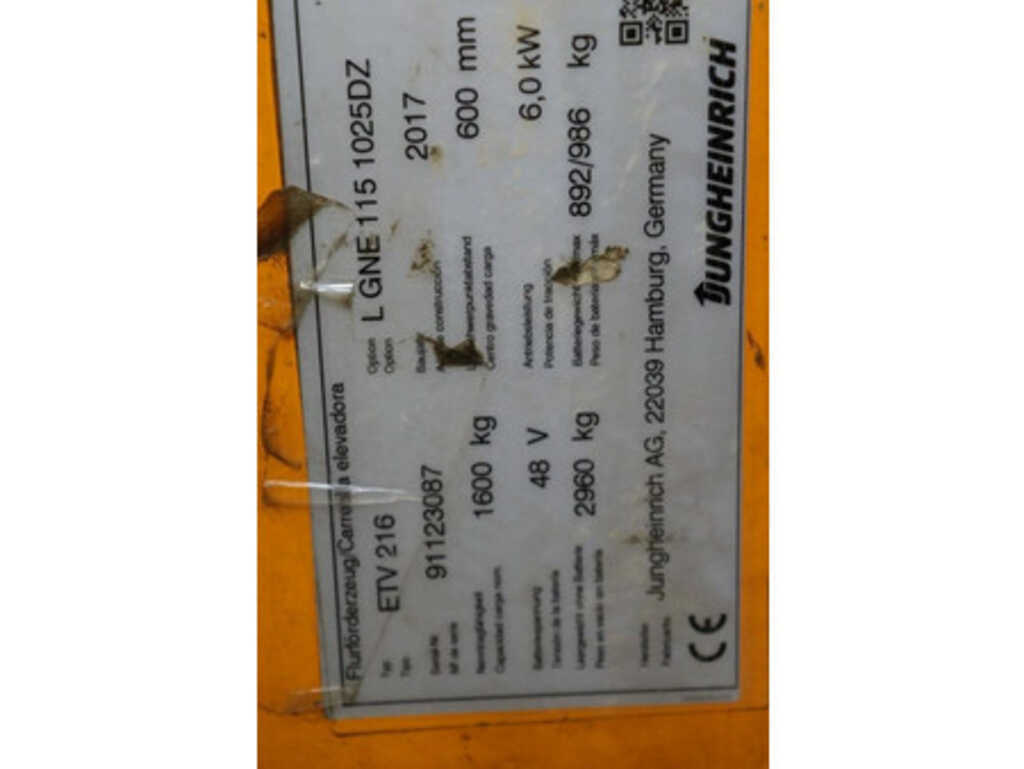 Flurförderzeug/Carretilla elevadora
Typ ETV 216 Option L GNE 115 1025DZ
Tipo Option
Serial-Nr. 91123087 Baujahr 2017
Nº de serie construcción
Nenntragfähigkeit 1600 kg 600 mm
Capacidad carga nom. Centro gravedad carga
Batteriespannung 48 V Antriebsleistung 6,0 kW
Tensión de la batería Potencia de tracción
Leergewicht ohne Batterie 2960 kg Batteriegewicht max 892/986 kg
Peso en vacío sin batería Peso de batería máx
Hersteller Jungheinrich AG, 22039 Hamburg, Germany
Fabricante
CE JUNGHEINRICH